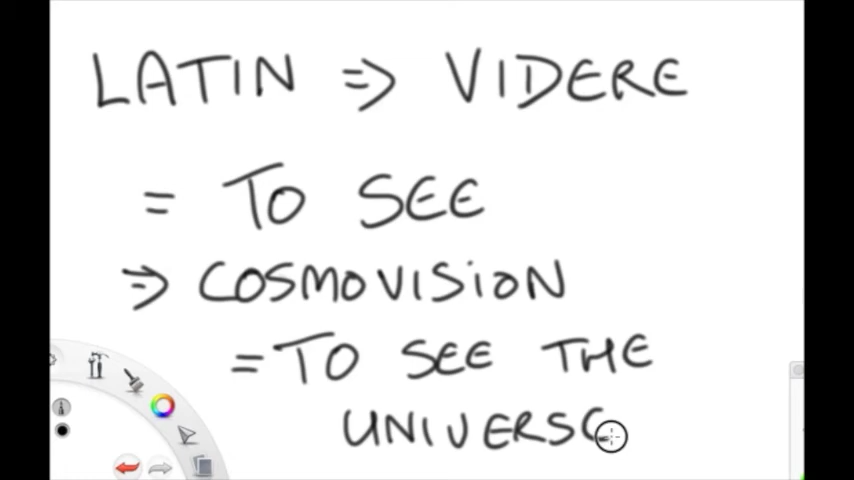 LATIN => VIDERE
= TO SEE
=> COSMOVISION
= TO SEE THE
UNIVERSE